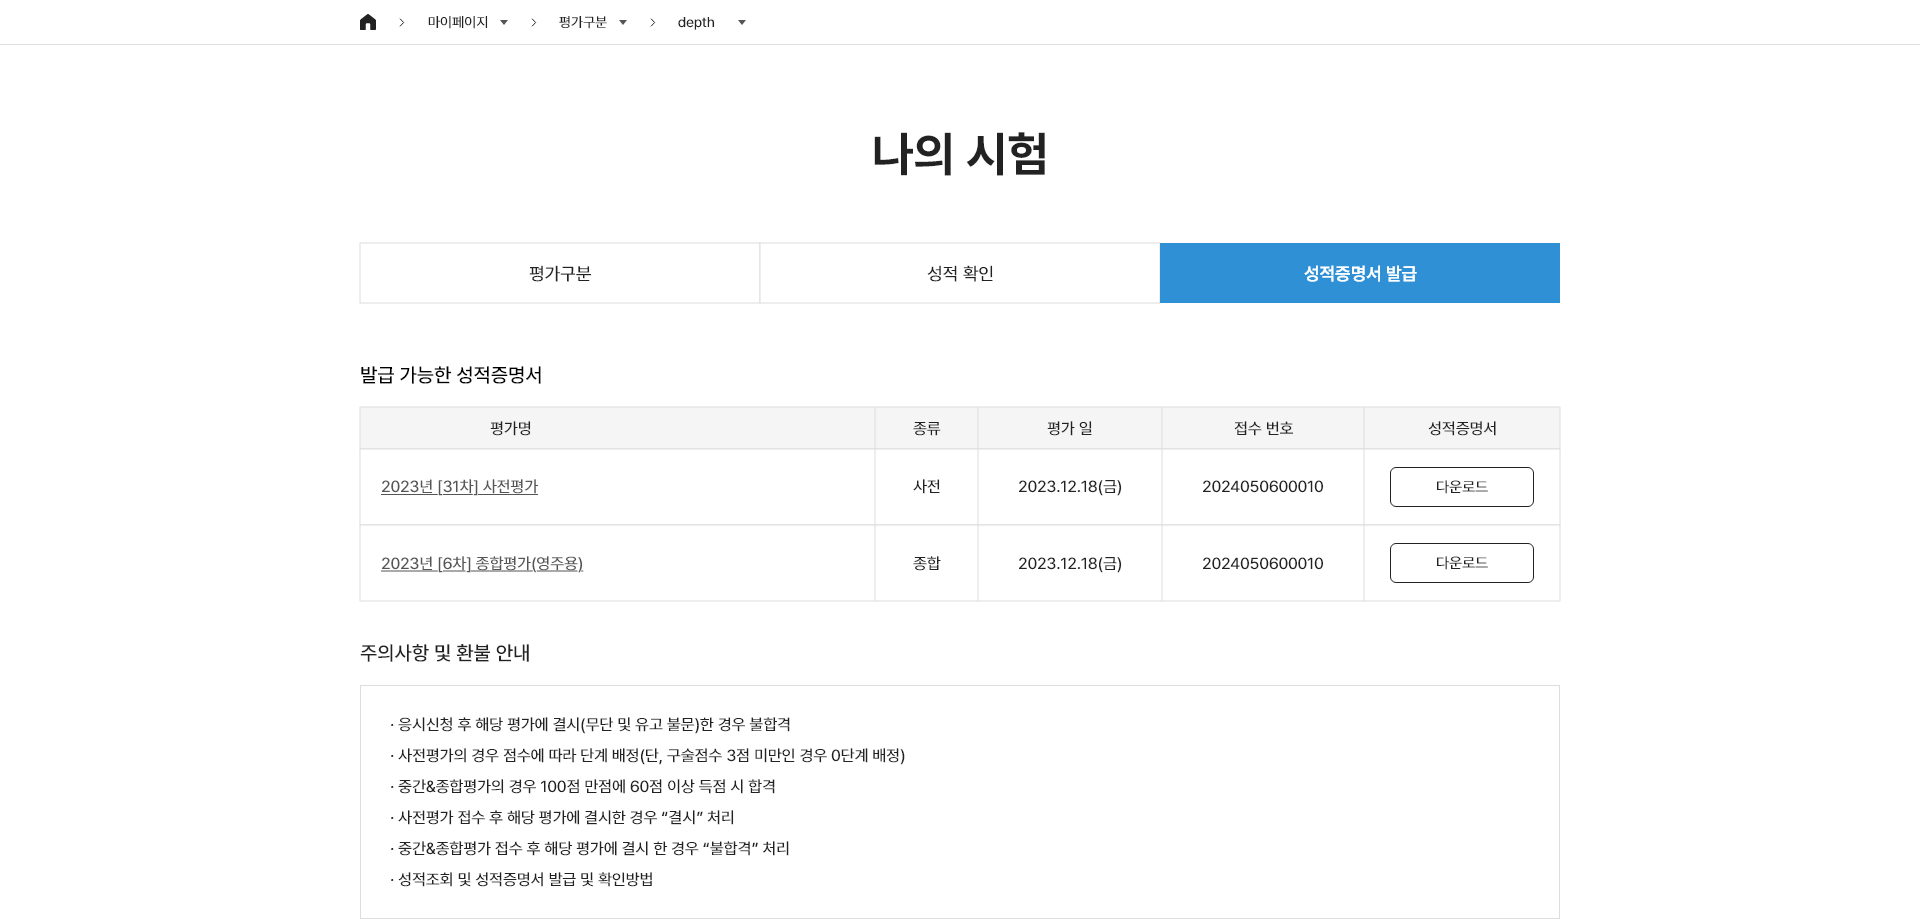 마이페이지 평가구분 depth
나의 시험
평가구분 성적 확인 성적증명서 발급
발급 가능한 성적증명서
평가명 종류 평가 일 접수 번호 성적증명서
2023년 [31차] 사전평가 사전 2023.12.18(금) 2024050600010 다운로드
2023년 [6차] 종합평가(영주용) 종합 2023.12.18(금) 2024050600010 다운로드
주의사항 및 환불 안내
· 응시신청 후 해당 평가에 결시(무단 및 유고 불문)한 경우 불합격
· 사전평가의 경우 점수에 따라 단계 배정(단, 구술점수 3점 미만인 경우 0단계 배정)
· 중간&종합평가의 경우 100점 만점에 60점 이상 득점 시 합격
· 사전평가 접수 후 해당 평가에 결시한 경우 “결시” 처리
· 중간&종합평가 접수 후 해당 평가에 결시 한 경우 “불합격” 처리
· 성적조회 및 성적증명서 발급 및 확인방법